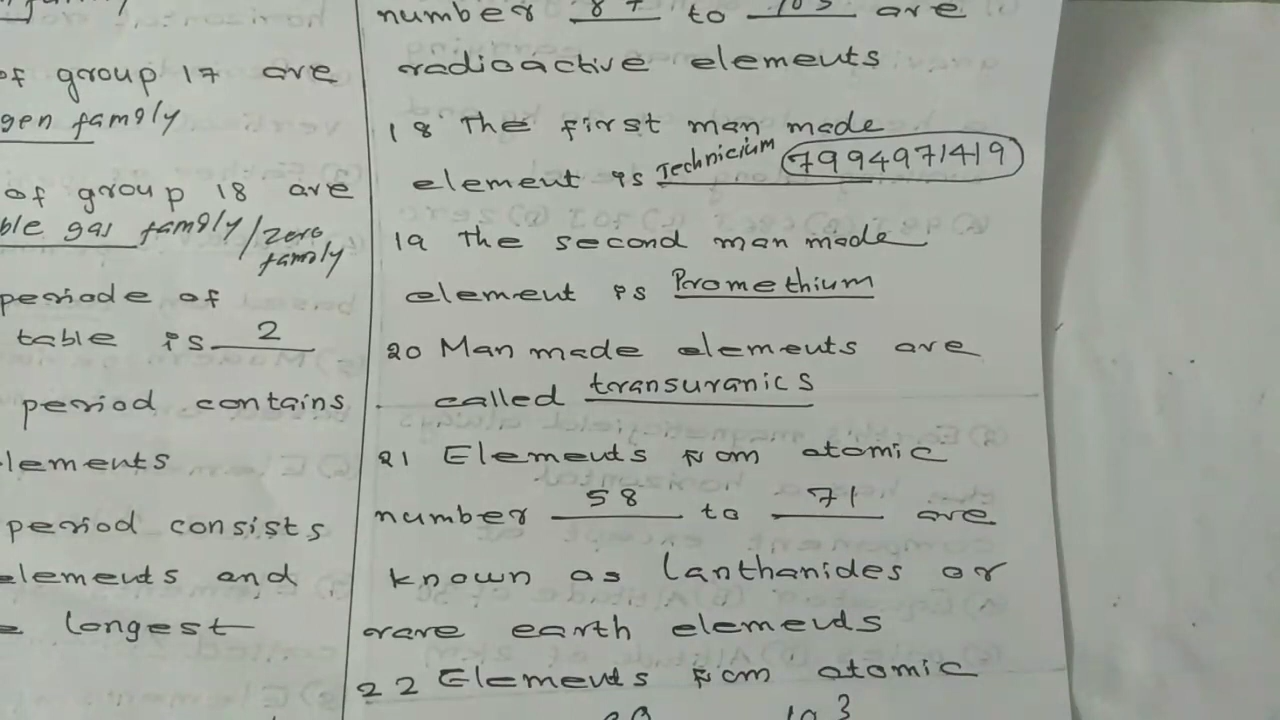 of group 17 are
gen family
of group 18 are
ble gas family/zero
family
periode of
table is 2
period contains
lements
period consists
elements and
longest
number 87 to 103 are
radioactive elements
18 The first man made
element is Technicium 7994971419
19 The second man made
element is Promethium
20 Man made elements are
called transuranics
21 Elements from atomic
number 58 to 71 are
known as lanthanides or
rare earth elements
22 Elements from atomic